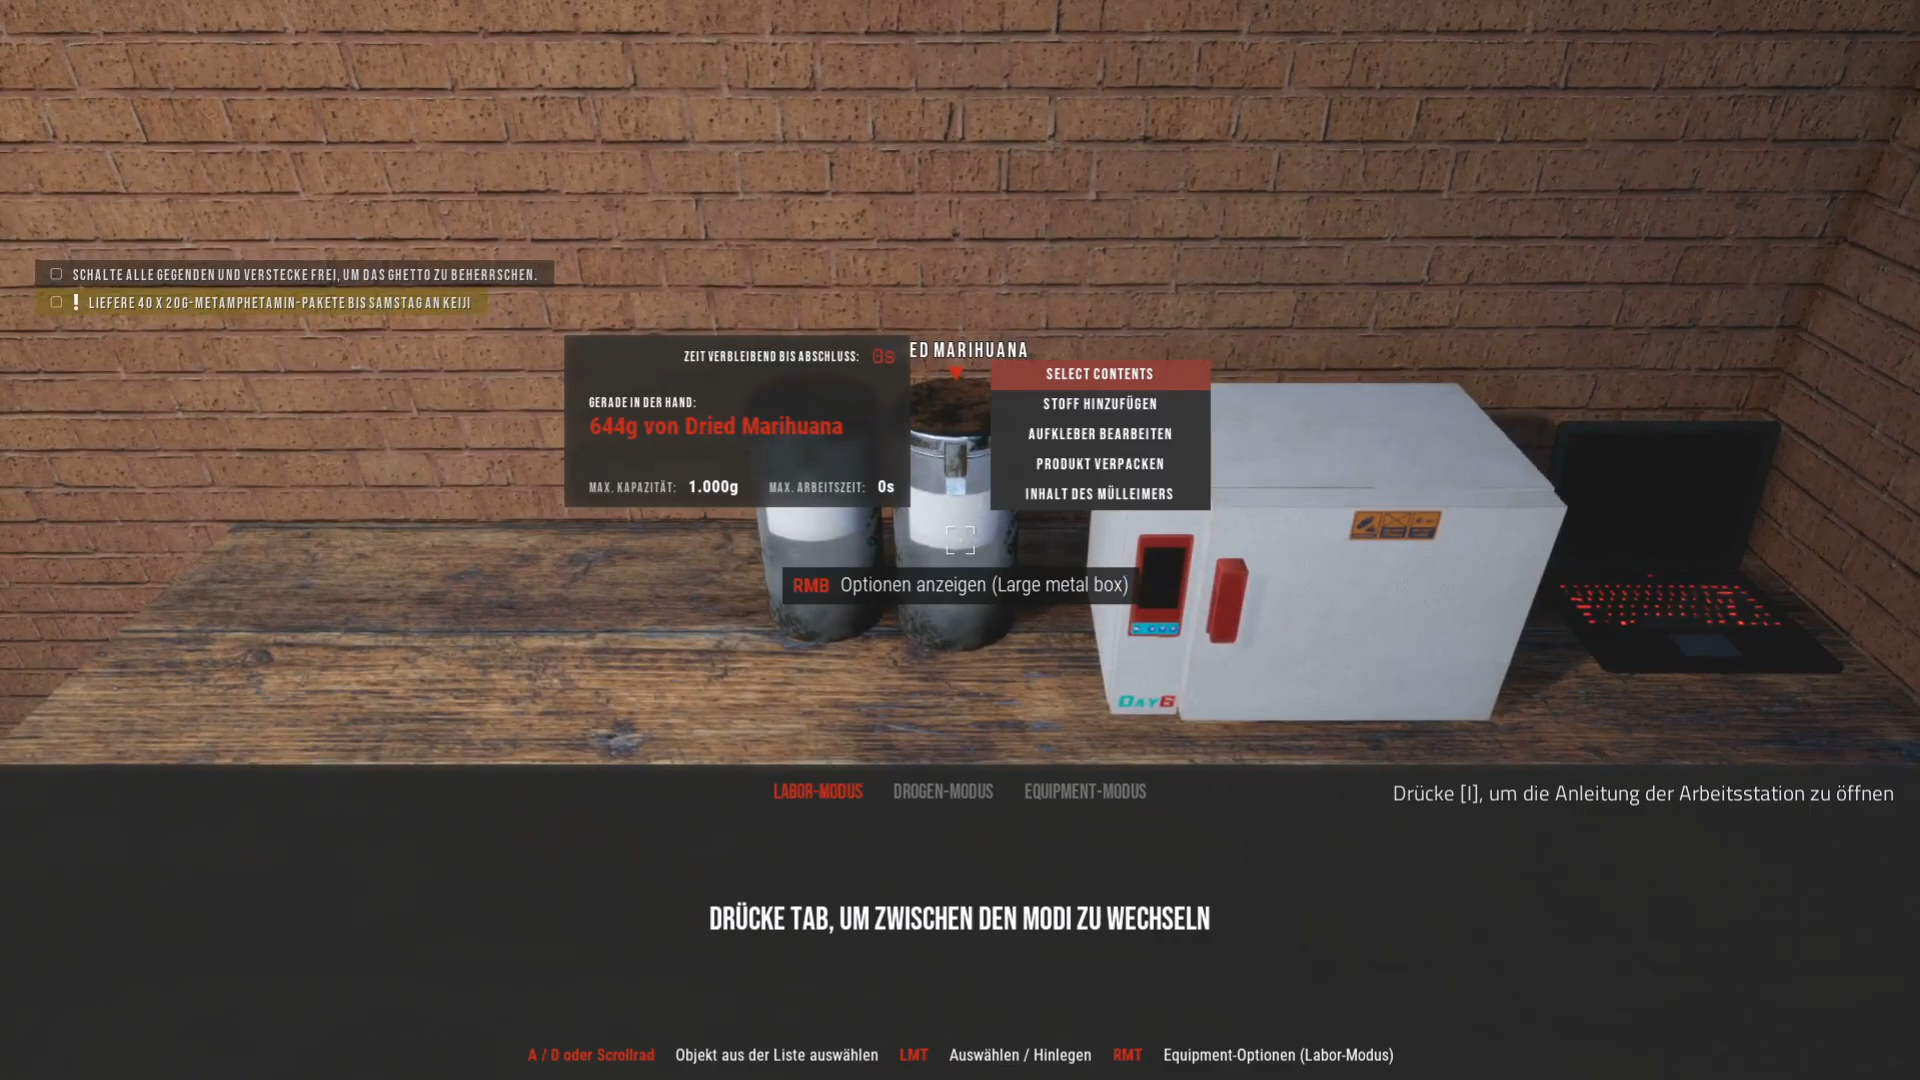 SCHALTE ALLE GEGENDEN UND VERSTECKE FREI, UM DAS GHETTO ZU BEHERRSCHEN.
! LIEFERE 40 X 20G-METAMPHETAMIN-PAKETE BIS SAMSTAG AN KEIJI
ED MARIHUANA
ZEIT VERBLEIBEND BIS ABSCHLUSS: 0s
GERADE IN DER HAND:
644g von Dried Marihuana
MAX. KAPAZITÄT: 1.000g MAX. ARBEITSZEIT: 0s
SELECT CONTENTS
STOFF HINZUFÜGEN
AUFKLEBER BEARBEITEN
PRODUKT VERPACKEN
INHALT DES MÜLLEIMERS
RMB Optionen anzeigen (Large metal box)
DAY6
LABOR-MODUS DROGEN-MODUS EQUIPMENT-MODUS
Drücke [I], um die Anleitung der Arbeitsstation zu öffnen
DRÜCKE TAB, UM ZWISCHEN DEN MODI ZU WECHSELN
A / D oder Scrollrad Objekt aus der Liste auswählen LMT Auswählen / Hinlegen RMT Equipment-Optionen (Labor-Modus)